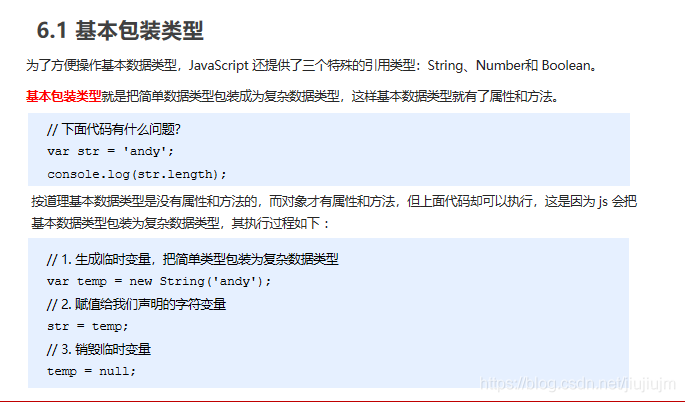 6.1 基本包装类型
为了方便操作基本数据类型，JavaScript 还提供了三个特殊的引用类型：String、Number和 Boolean。
基本包装类型就是把简单数据类型包装成为复杂数据类型，这样基本数据类型就有了属性和方法。
// 下面代码有什么问题？
var str = 'andy';
console.log(str.length);
按道理基本数据类型是没有属性和方法的，而对象才有属性和方法，但上面代码却可以执行，这是因为 js 会把
基本数据类型包装为复杂数据类型，其执行过程如下：
// 1. 生成临时变量，把简单类型包装为复杂数据类型
var temp = new String('andy');
// 2. 赋值给我们声明的字符变量
str = temp;
// 3. 销毁临时变量
temp = null;
https://blog.csdn.net/jiujiujm